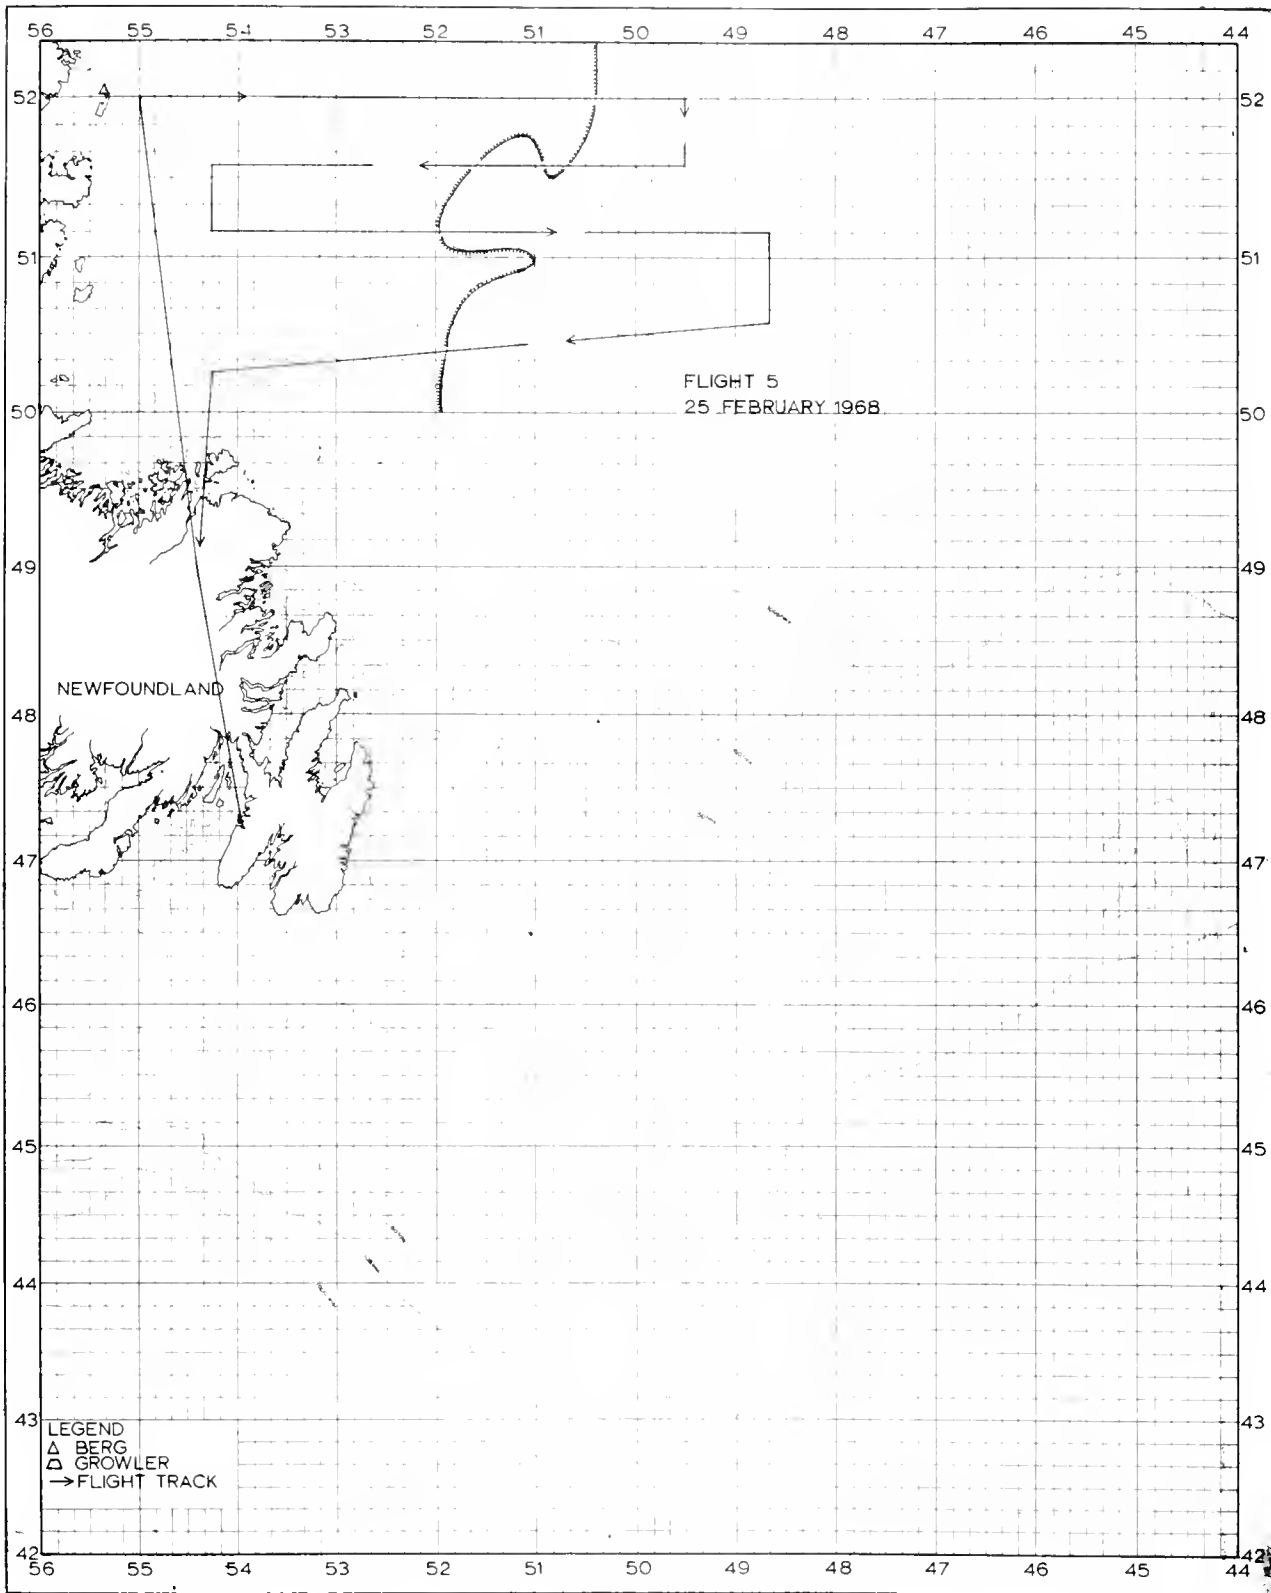 56 55 54 53 52 51 50 49 48 47 46 45 44
52 52
51 51
FLIGHT 5
50 25 FEBRUARY 1968 50
49 49
NEWFOUNDLAND
48 48
47 47
46 46
45 45
44 44
43 43
LEGEND
BERG
GROWLER
FLIGHT TRACK
42 42
56 55 54 53 52 51 50 49 48 47 46 45 44